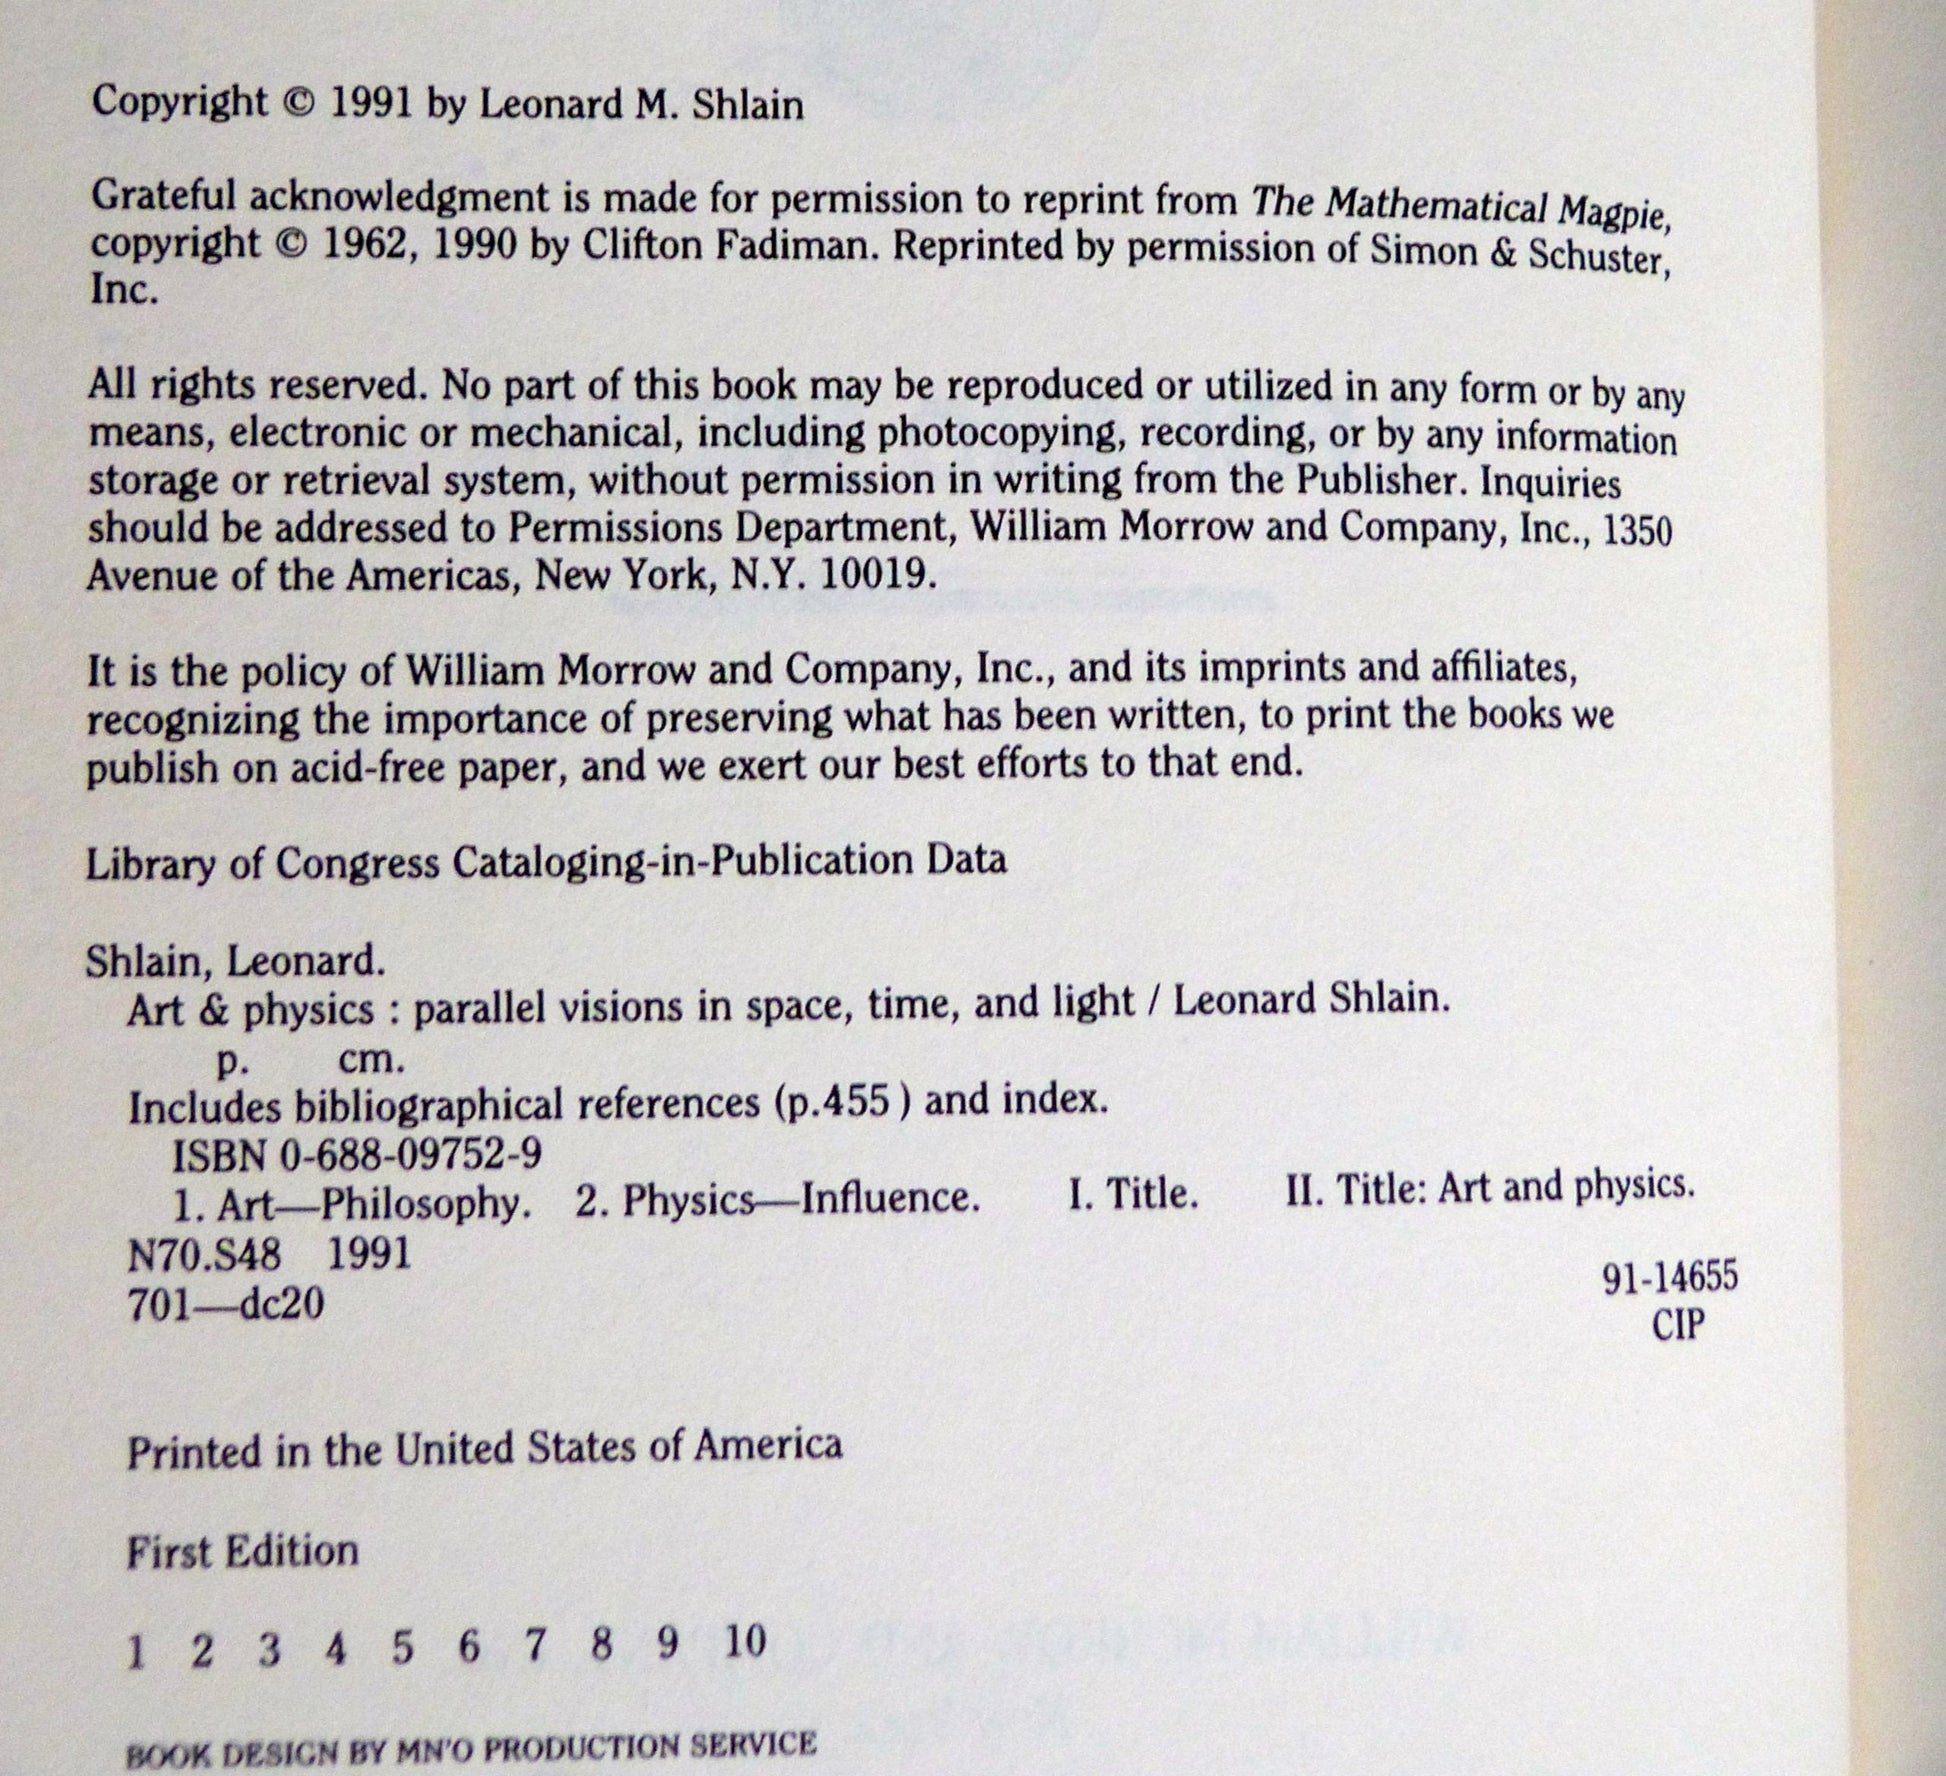 Copyright © 1991 by Leonard M. Shlain
Grateful acknowledgment is made for permission to reprint from The Mathematical Magpie,
copyright © 1962, 1990 by Clifton Fadiman. Reprinted by permission of Simon & Schuster,
Inc.
All rights reserved. No part of this book may be reproduced or utilized in any form or by any
means, electronic or mechanical, including photocopying, recording, or by any information
storage or retrieval system, without permission in writing from the Publisher. Inquiries
should be addressed to Permissions Department, William Morrow and Company, Inc., 1350
Avenue of the Americas, New York, N.Y. 10019.
It is the policy of William Morrow and Company, Inc., and its imprints and affiliates,
recognizing the importance of preserving what has been written, to print the books we
publish on acid-free paper, and we exert our best efforts to that end.
Library of Congress Cataloging-in-Publication Data
Shlain, Leonard.
Art & physics : parallel visions in space, time, and light / Leonard Shlain.
p. cm.
Includes bibliographical references (p.455 ) and index.
ISBN 0-688-09752-9
1. Art—Philosophy. 2. Physics—Influence. I. Title. II. Title: Art and physics.
N70.S48 1991
91-14655
701—dc20
CIP
Printed in the United States of America
First Edition
1 2 3 4 5 6 7 8 9 10
BOOK DESIGN BY MN'O PRODUCTION SERVICE